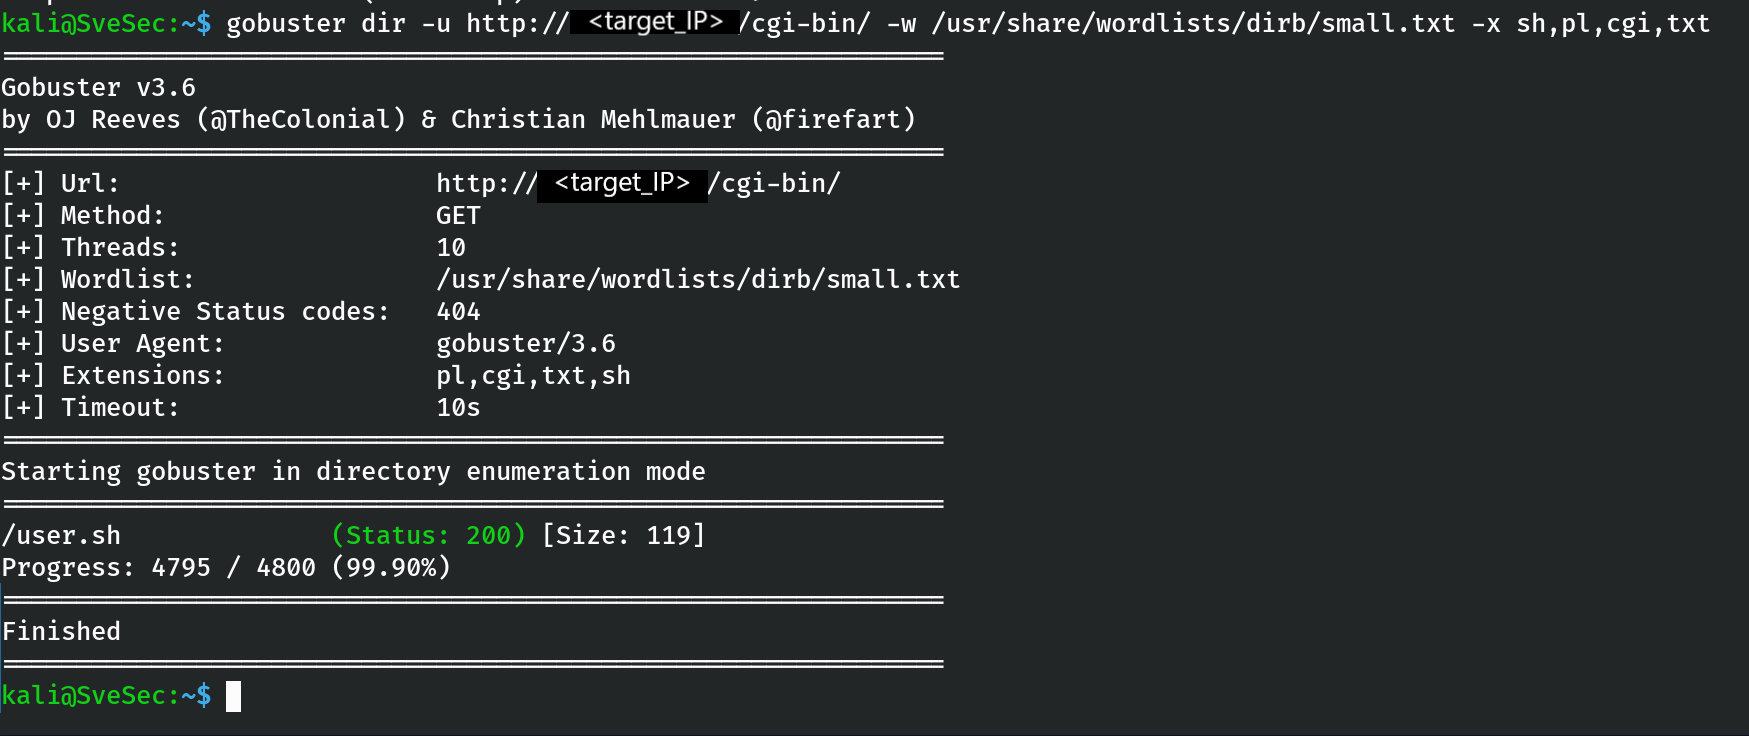 kali@SveSec:~$ gobuster dir -u http://<target_IP>/cgi-bin/ -w /usr/share/wordlists/dirb/small.txt -x sh,pl,cgi,txt
===============================================================
Gobuster v3.6
by OJ Reeves (@TheColonial) & Christian Mehlmauer (@firefart)
===============================================================
[+] Url:                     http://<target_IP>/cgi-bin/
[+] Method:                  GET
[+] Threads:                 10
[+] Wordlist:                /usr/share/wordlists/dirb/small.txt
[+] Negative Status codes:   404
[+] User Agent:              gobuster/3.6
[+] Extensions:              pl,cgi,txt,sh
[+] Timeout:                 10s
===============================================================
Starting gobuster in directory enumeration mode
===============================================================
/user.sh              (Status: 200) [Size: 119]
Progress: 4795 / 4800 (99.90%)
===============================================================
Finished
===============================================================
kali@SveSec:~$